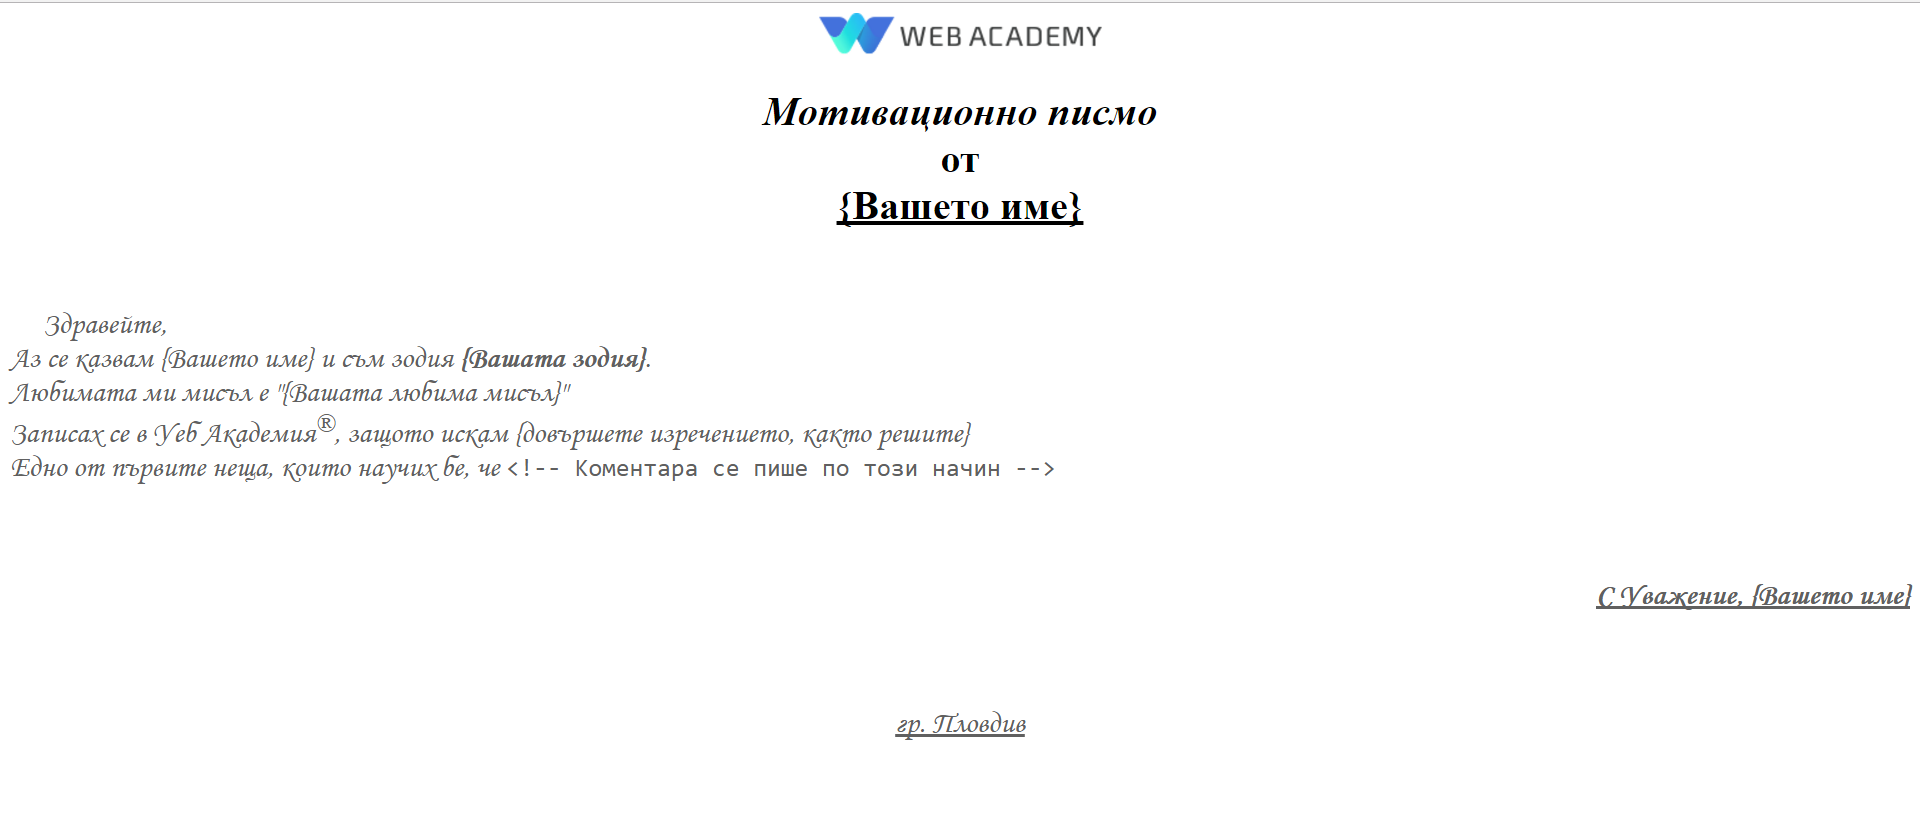 WEB ACADEMY
Мотивационно писмо
от
{Вашето име}
Здравейте,
Аз се казвам {Вашето име} и съм зодия {Вашата зодия}.
Любимата ми мисъл е "{Вашата любима мисъл}"
Записах се в Уеб Академия®, защото искам {довършете изречението, както решите}
Едно от първите неща, които научих бе, че <!-- Коментара се пише по този начин -->
С Уважение, {Вашето име}
гр. Пловдив